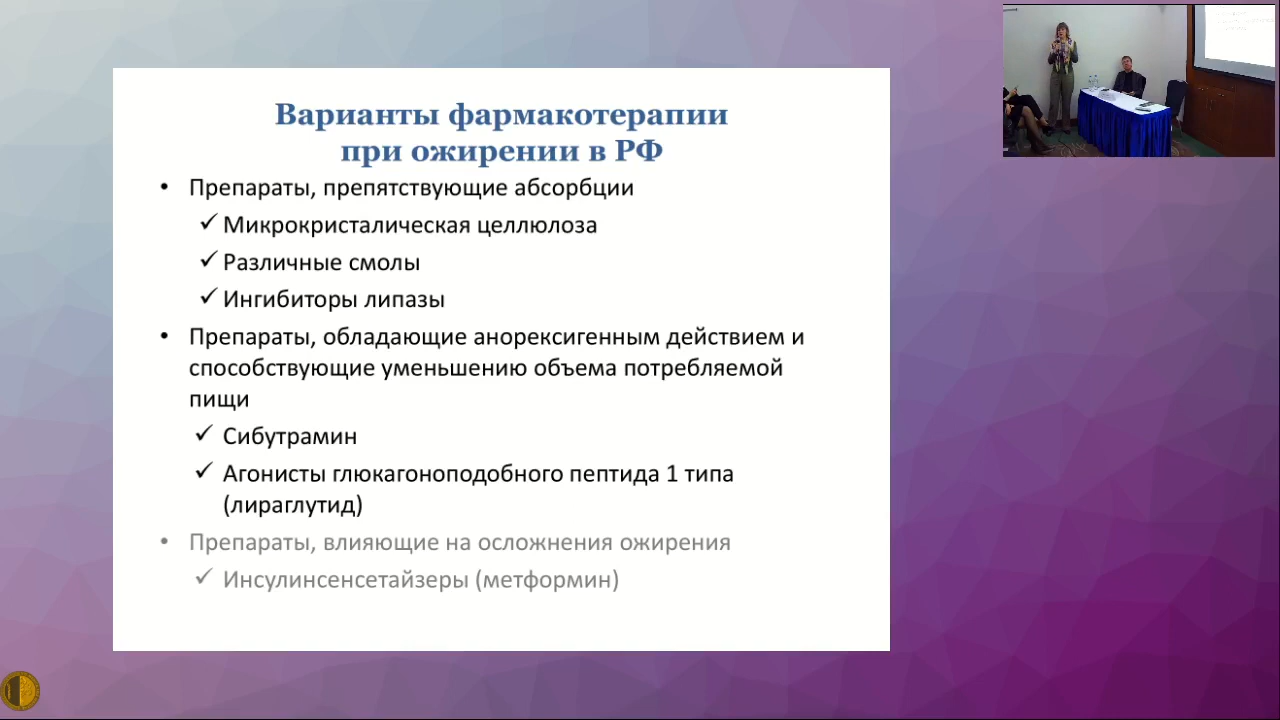 Варианты фармакотерапии
при ожирении в РФ
• Препараты, препятствующие абсорбции
✓ Микрокристалическая целлюлоза
✓ Различные смолы
✓ Ингибиторы липазы
• Препараты, обладающие анорексигенным действием и
способствующие уменьшению объема потребляемой
пищи
✓ Сибутрамин
✓ Агонисты глюкагоноподобного пептида 1 типа
(лираглутид)
• Препараты, влияющие на осложнения ожирения
✓ Инсулинсенсетайзеры (метформин)